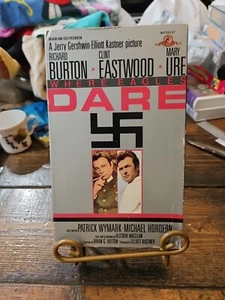 A Jerry Gershwin-Elliott Kastner picture
RICHARD CLINT MARY
BURTON • EASTWOOD • URE
WHERE EAGLES
DARE
PATRICK WYMARK • MICHAEL HORDERN